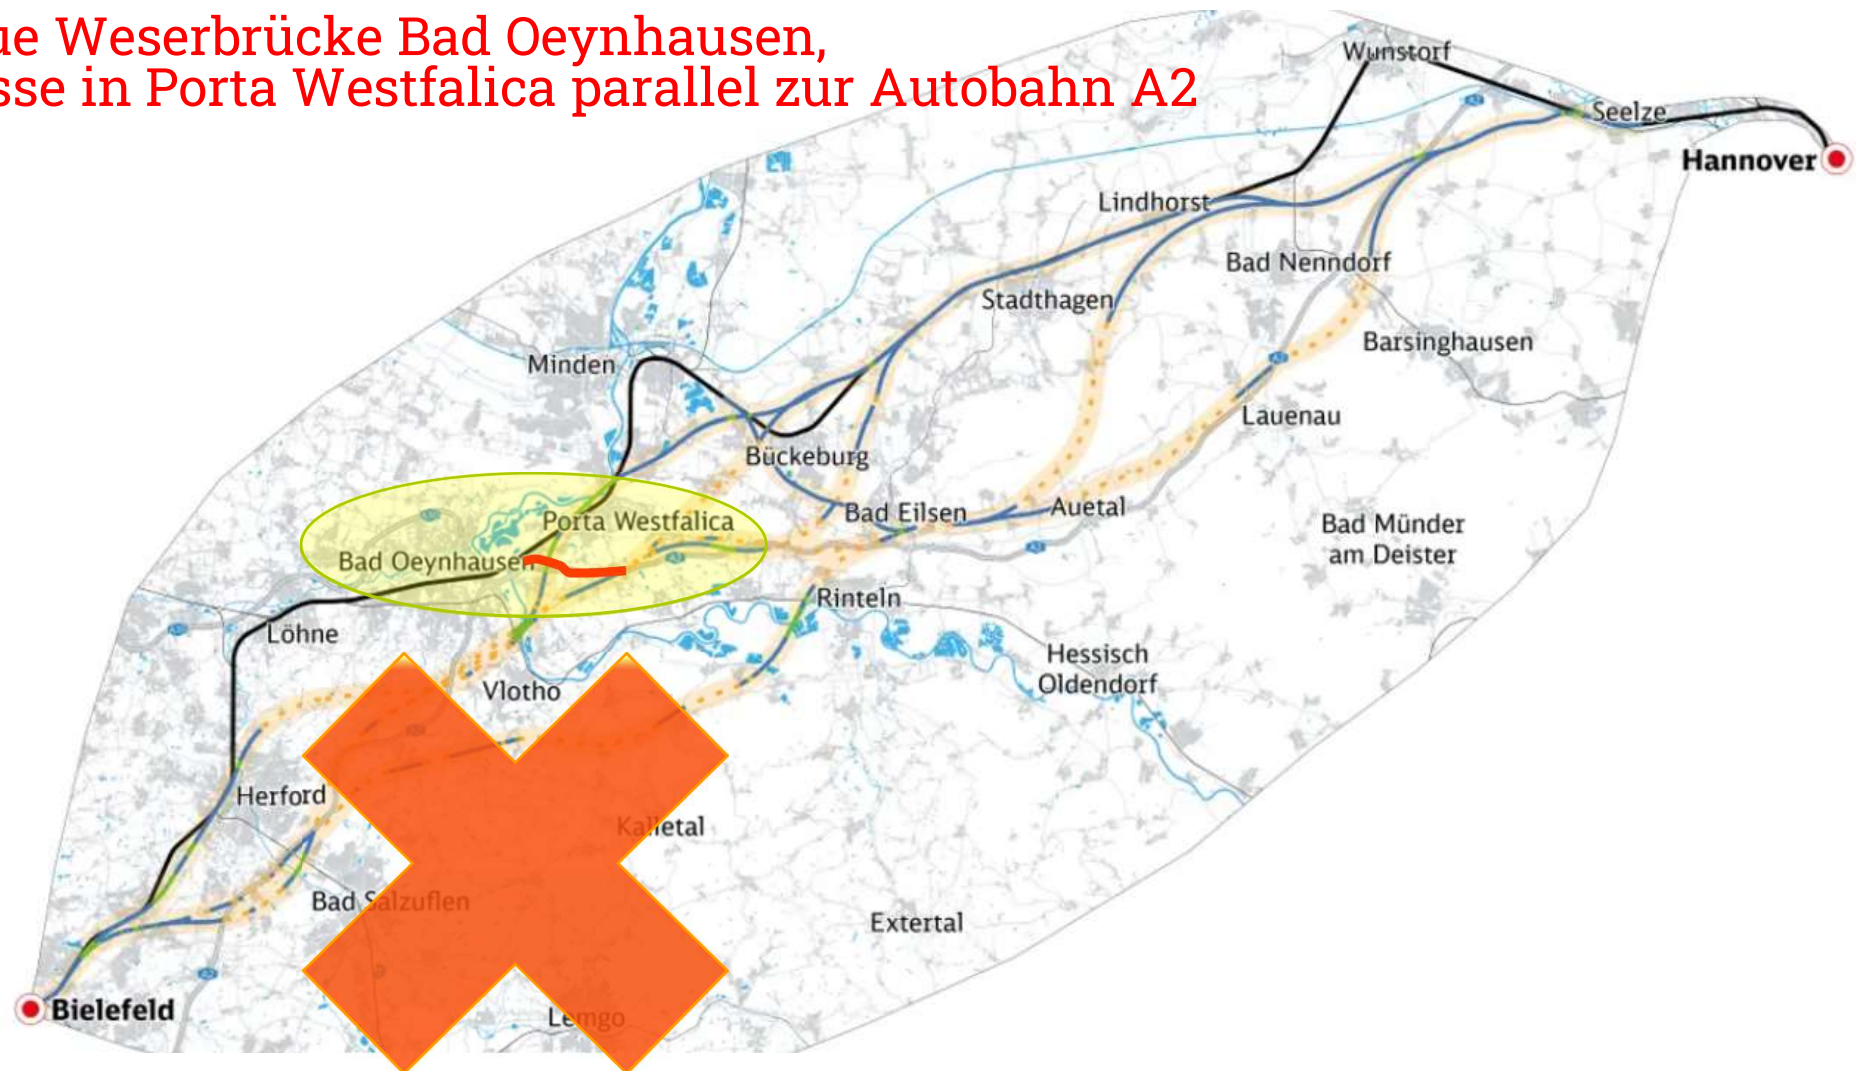 ue Weserbrücke Bad Oeynhausen,
sse in Porta Westfalica parallel zur Autobahn A2
Wunstorf
Seelze
Hannover
Lindhorst
Bad Nenndorf
Stadthagen
Barsinghausen
Minden
Lauenau
Bückeburg
Bad Eilsen
Auetal
Porta Westfalica
Bad Münder
am Deister
Bad Oeynhausen
Rinteln
Löhne
Hessisch
Oldendorf
Vlotho
Herford
Kalletal
Bad Salzuflen
Extertal
Bielefeld
Lemgo